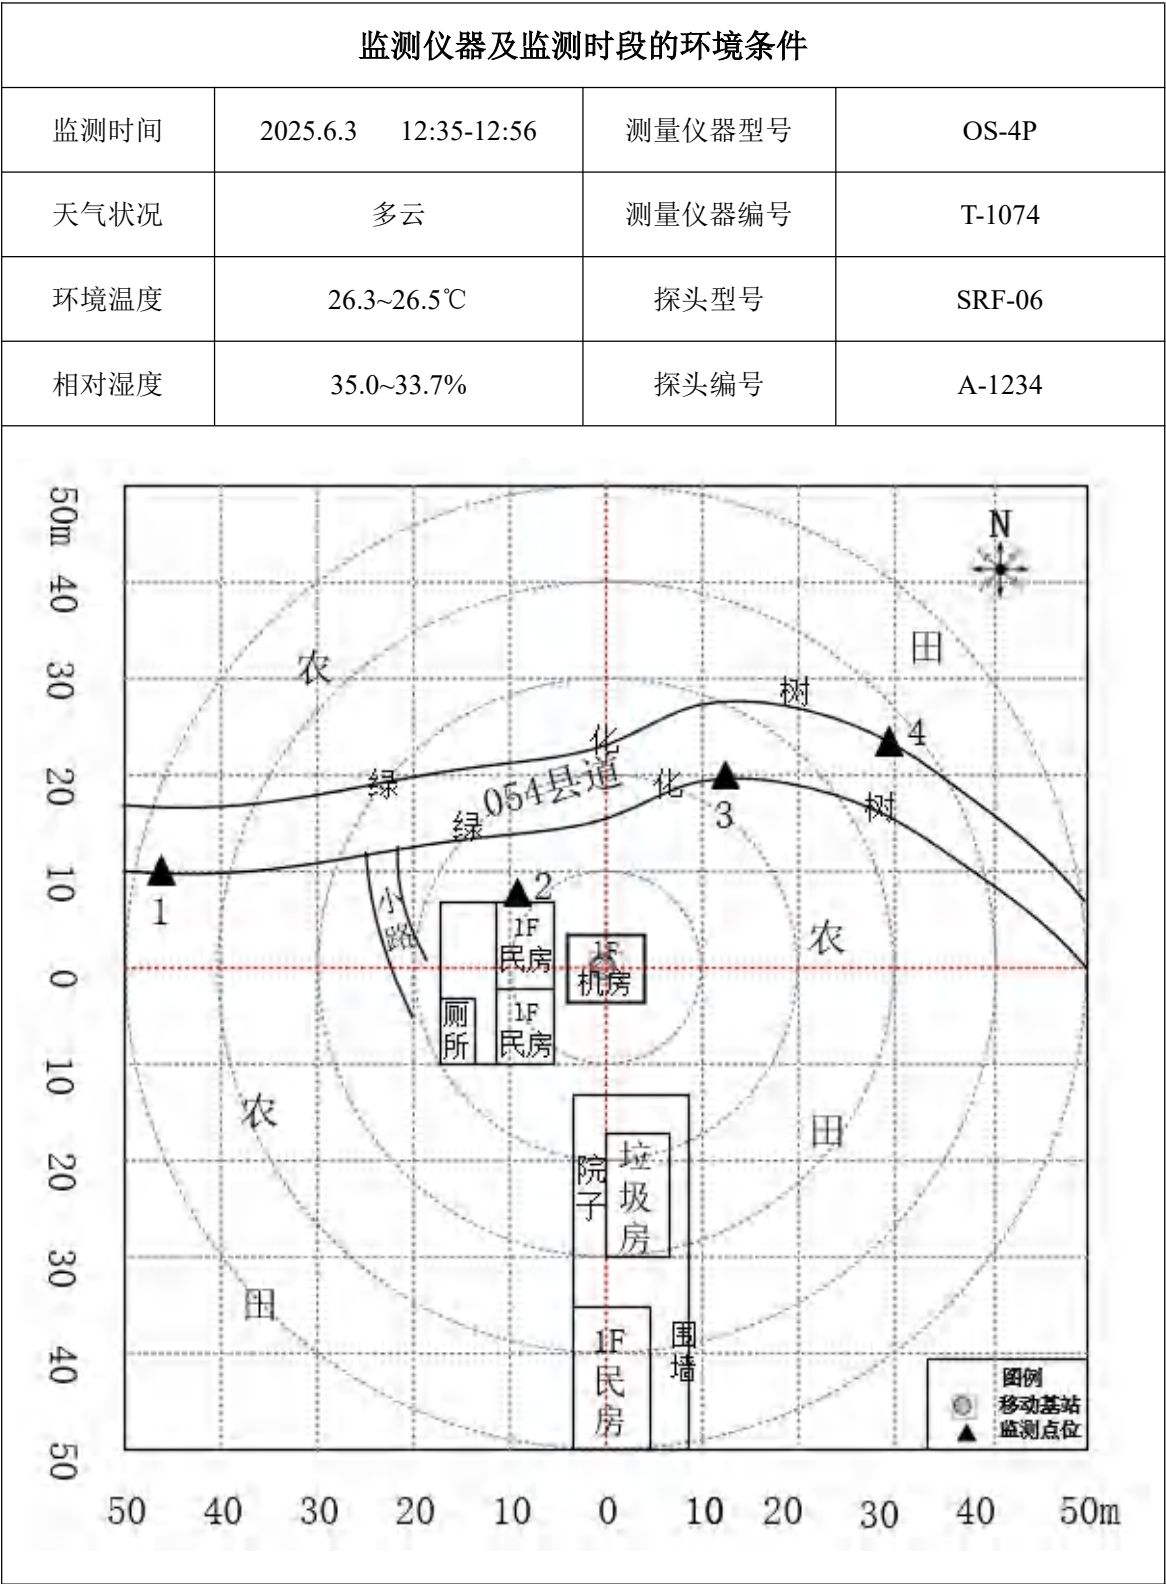 监测仪器及监测时段的环境条件
监测时间 2025.6.3 12:35-12:56 测量仪器型号 OS-4P
天气状况 多云 测量仪器编号 T-1074
环境温度 26.3~26.5℃ 探头型号 SRF-06
相对湿度 35.0~33.7% 探头编号 A-1234
50m
40
30
20
10
0
10
20
30
40
50
N
农
田
树
化
4
绿
054县道
化
3
树
绿
1
小路
2
1F
民房
1F
机房
农
厕所
1F
民房
农
田
院子
垃圾房
田
1F
民房
围墙
图例
移动基站
监测点位
50 40 30 20 10 0 10 20 30 40 50m